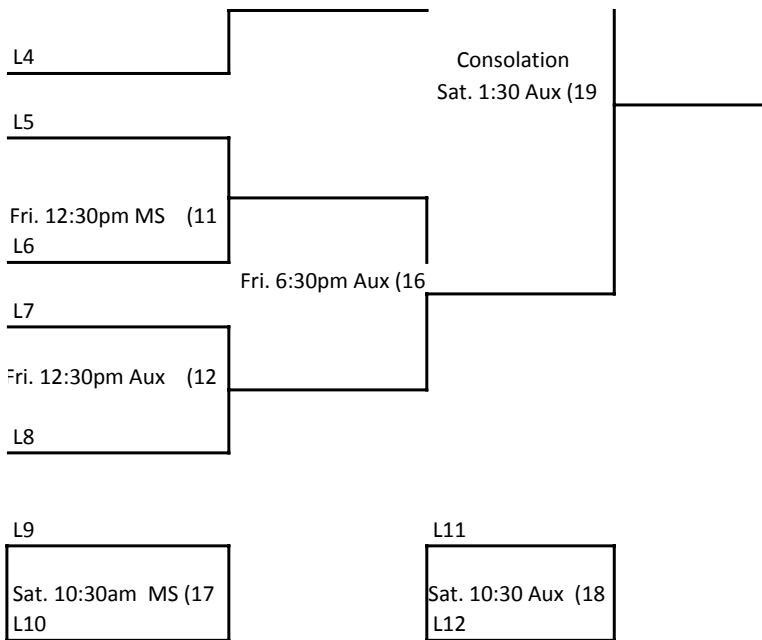 L4
Consolation
Sat. 1:30 Aux (19
L5
Fri. 12:30pm MS (11
L6
Fri. 6:30pm Aux (16
L7
Fri. 12:30pm Aux (12
L8
L9
L11
Sat. 10:30am MS (17
Sat. 10:30 Aux (18
L10
L12